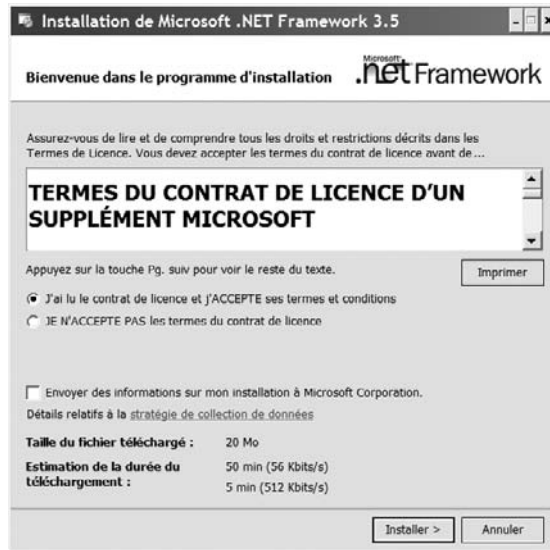 Installation de Microsoft .NET Framework 3.5
Bienvenue dans le programme d'installation
Microsoft
.net Framework
Assurez-vous de lire et de comprendre tous les droits et restrictions décrits dans les
Termes de Licence. Vous devez accepter les termes du contrat de licence avant de ...
TERMES DU CONTRAT DE LICENCE D'UN
SUPPLÉMENT MICROSOFT
Appuyez sur la touche Pg. suiv pour voir le reste du texte.
Imprimer
J'ai lu le contrat de licence et j'ACCEPTE ses termes et conditions
JE N'ACCEPTE PAS les termes du contrat de licence
Envoyer des informations sur mon installation à Microsoft Corporation.
Détails relatifs à la stratégie de collection de données
Taille du fichier téléchargé : 20 Mo
Estimation de la durée du 50 min (56 Kbits/s)
téléchargement : 5 min (512 Kbits/s)
Installer > Annuler